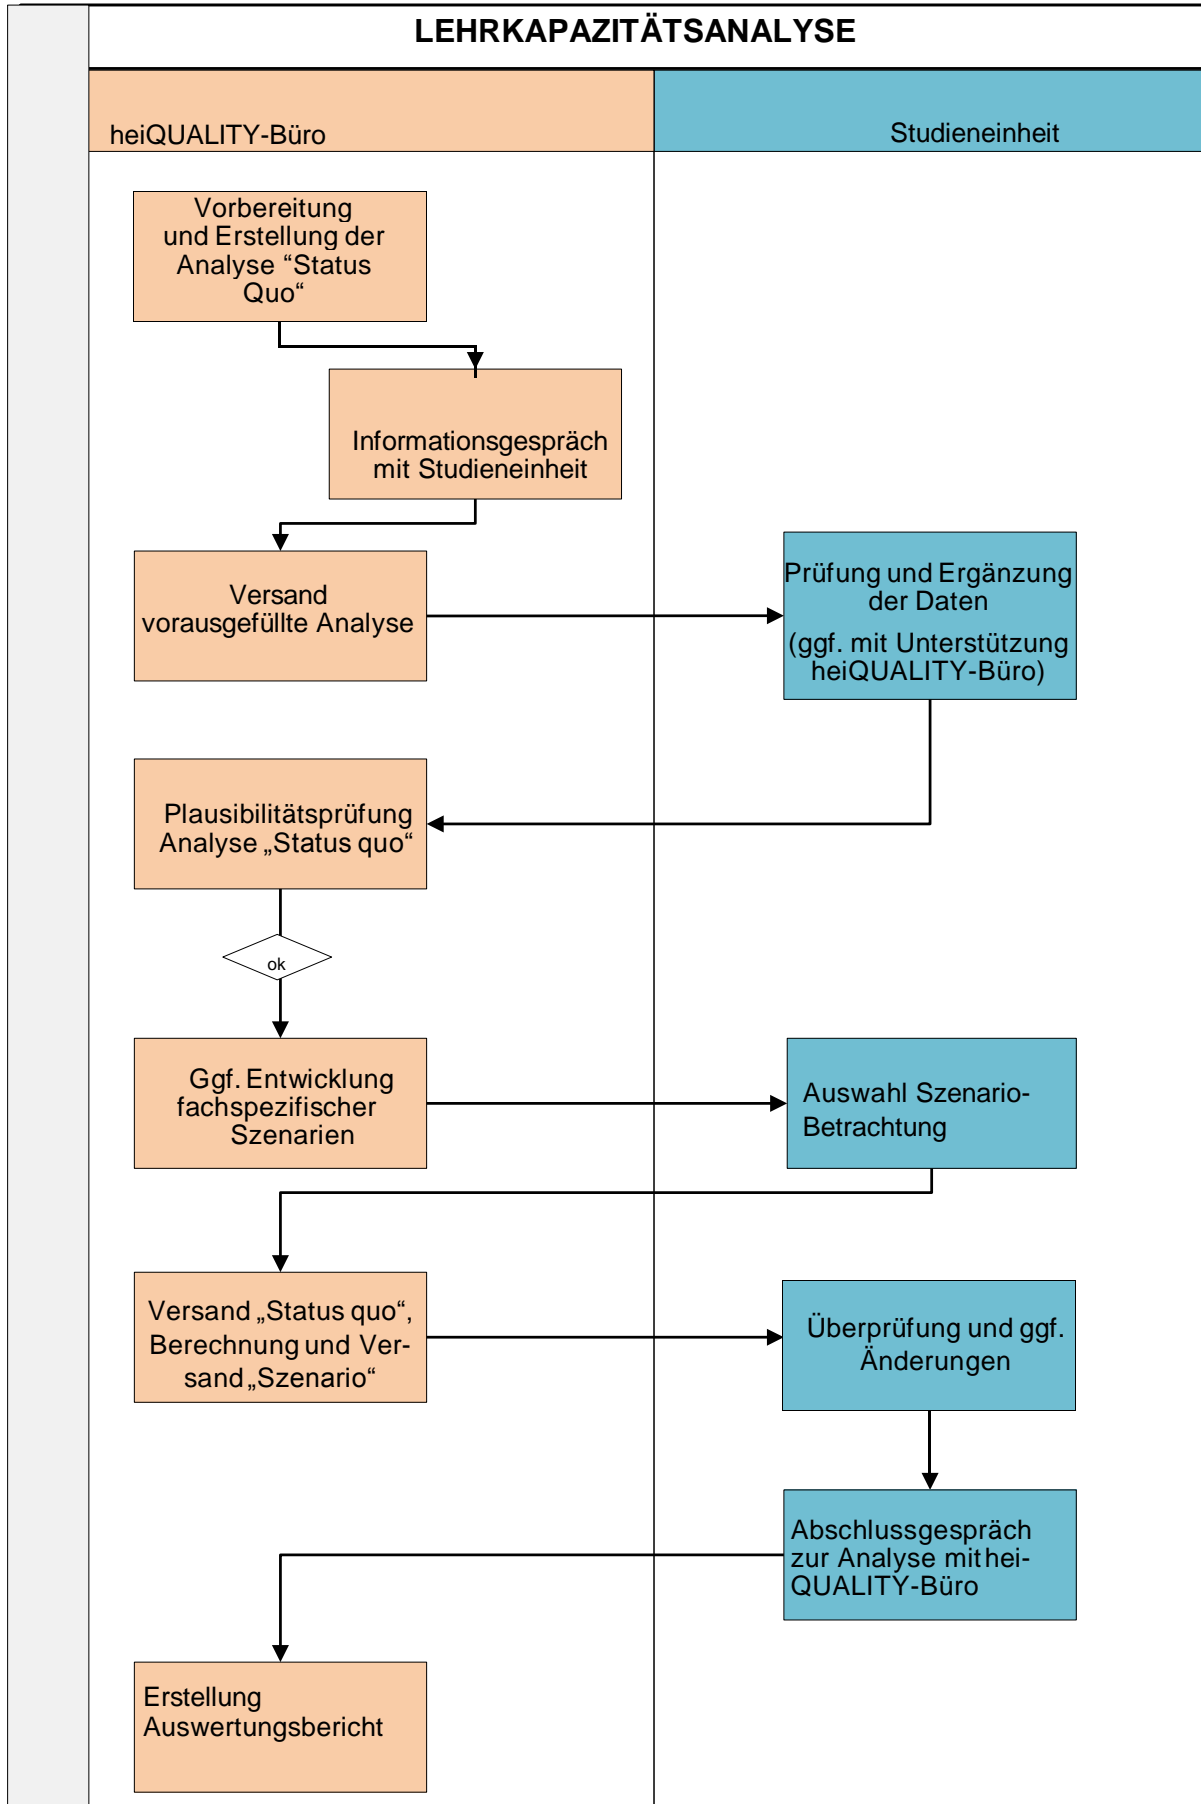 LEHRKAPAZITÄTSANALYSE
heiQUALITY-Büro
Studieneinheit
Vorbereitung
und Erstellung der
Analyse “Status
Quo“
Informationsgespräch
mit Studieneinheit
Versand
vorausgefüllte Analyse
Prüfung und Ergänzung
der Daten
(ggf. mit Unterstützung
heiQUALITY-Büro)
Plausibilitätsprüfung
Analyse „Status quo“
ok
Ggf. Entwicklung
fachspezifischer
Szenarien
Auswahl Szenario-
Betrachtung
Versand „Status quo“,
Berechnung und Ver-
sand „Szenario“
Überprüfung und ggf.
Änderungen
Abschlussgespräch
zur Analyse mit hei-
QUALITY-Büro
Erstellung
Auswertungsbericht